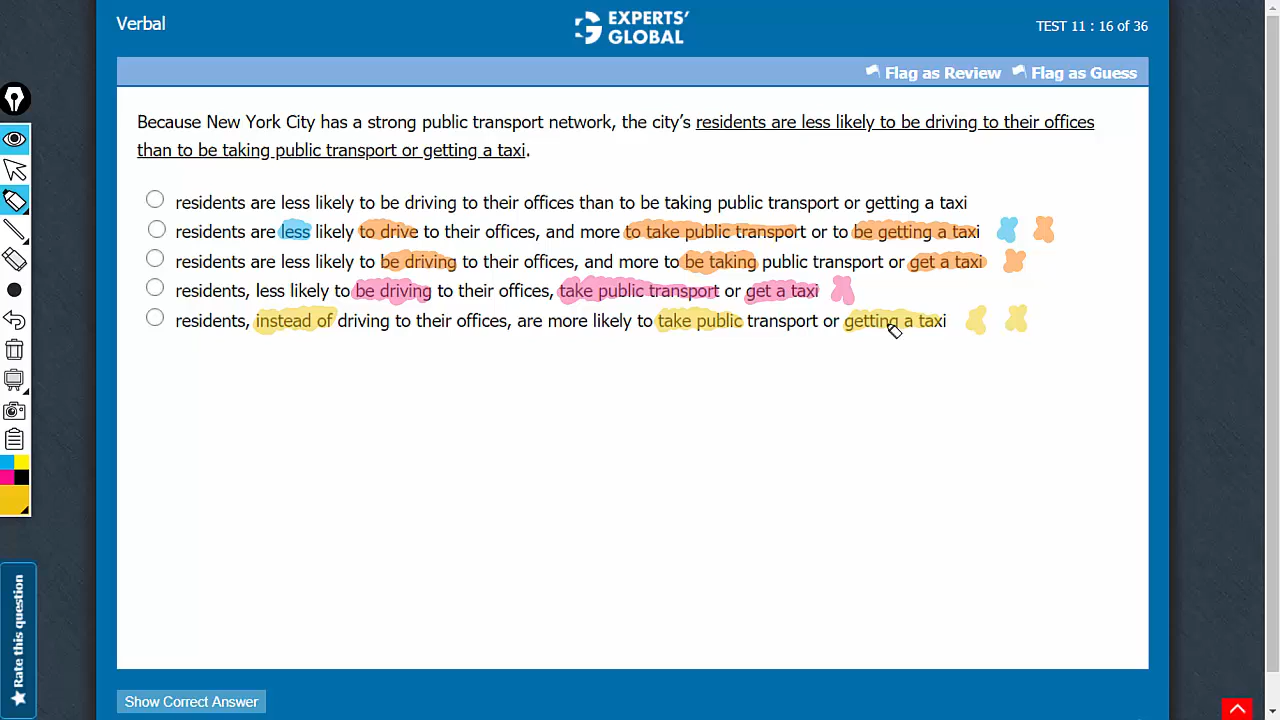 Verbal
EXPERTS'
GLOBAL
TEST 11 : 16 of 36
Flag as Review Flag as Guess
Because New York City has a strong public transport network, the city's residents are less likely to be driving to their offices
than to be taking public transport or getting a taxi.
residents are less likely to be driving to their offices than to be taking public transport or getting a taxi
residents are less likely to drive to their offices, and more to take public transport or to be getting a taxi
residents are less likely to be driving to their offices, and more to be taking public transport or get a taxi
residents, less likely to be driving to their offices, take public transport or get a taxi
residents, instead of driving to their offices, are more likely to take public transport or getting a taxi
Rate this question
Show Correct Answer